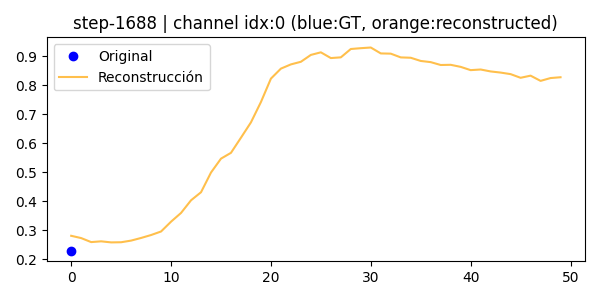 step-1688 | channel idx:0 (blue:GT, orange:reconstructed)
Original
Reconstrucción
0.9
0.8
0.7
0.6
0.5
0.4
0.3
0.2
0 10 20 30 40 50